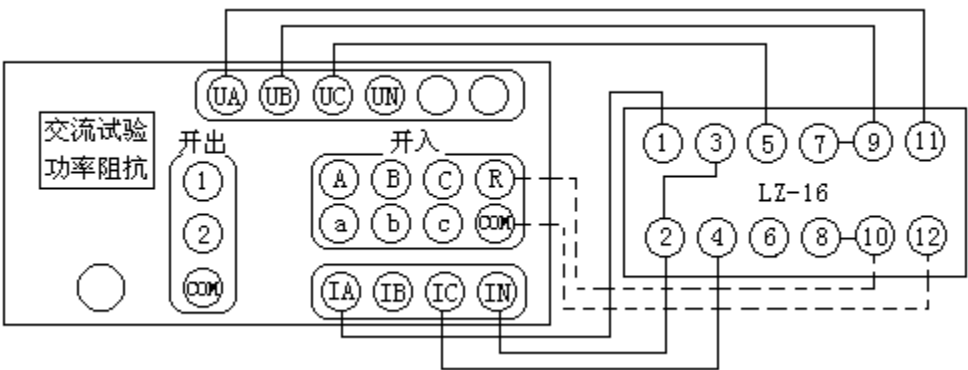 UA UB UC UN
交流试验
功率阻抗
开出
1
2
COM
开入
A B C R
a b c COM
IA IB IC IN
1 3 5 7 9 11
LZ-16
2 4 6 8 10 12